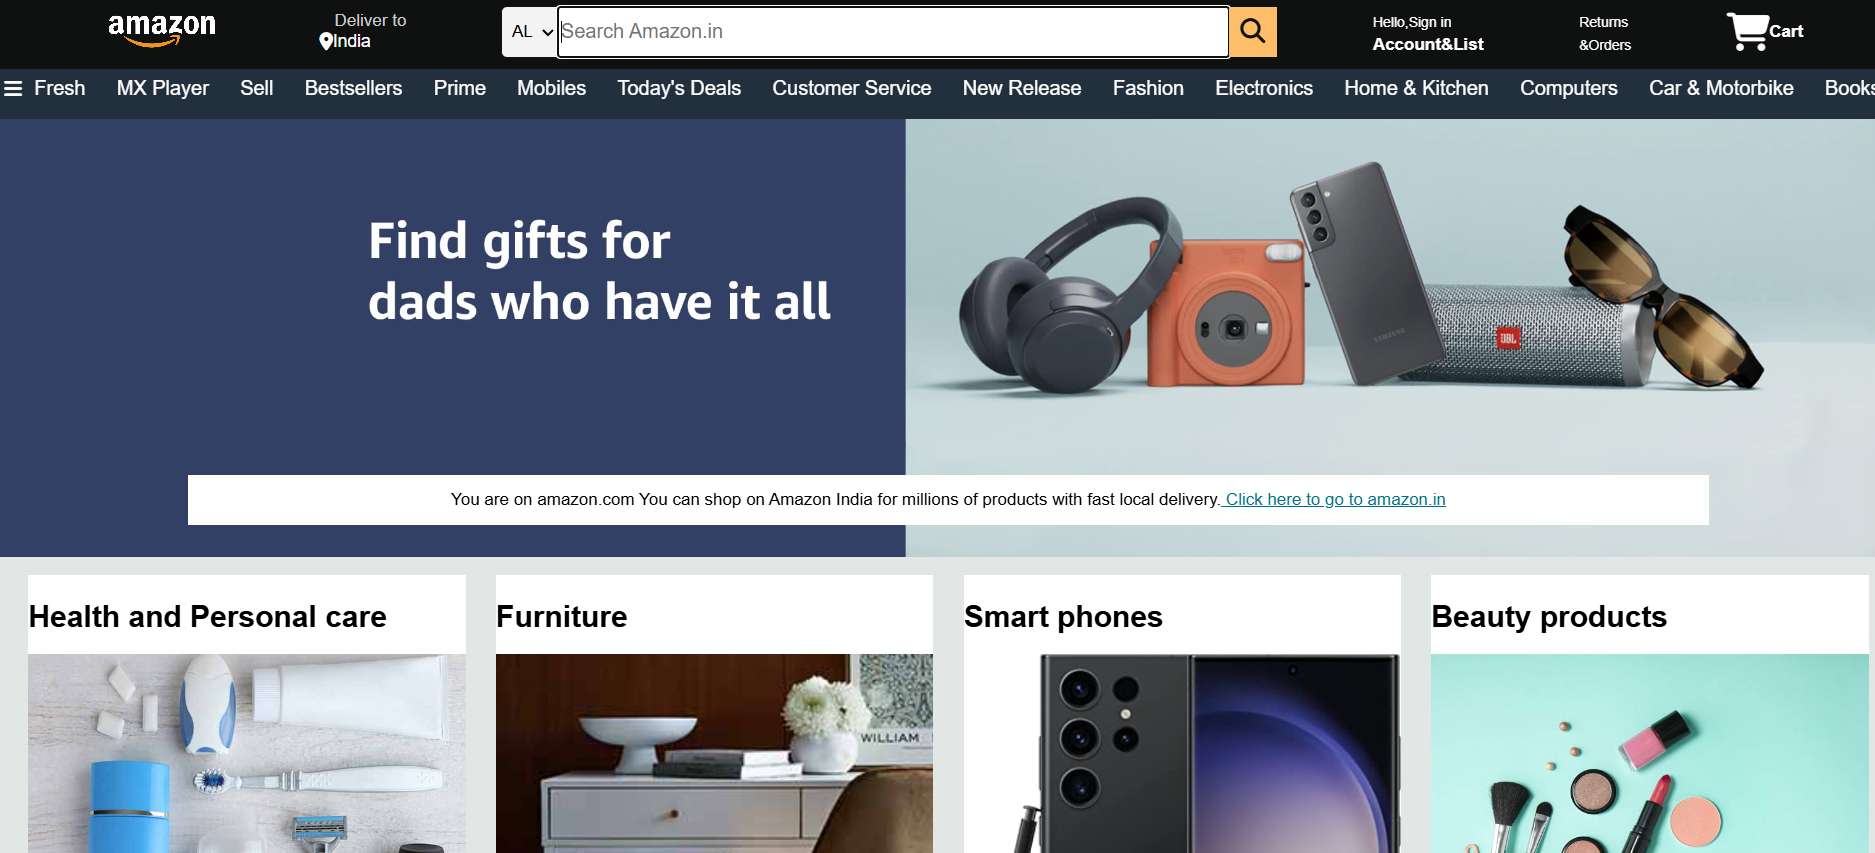 amazon
Deliver to
India
AL
Search Amazon.in
Hello,Sign in
Account&List
Returns
&Orders
Cart
Fresh MX Player Sell Bestsellers Prime Mobiles Today's Deals Customer Service New Release Fashion Electronics Home & Kitchen Computers Car & Motorbike Books
Find gifts for
dads who have it all
SAMSUNG
JBL
You are on amazon.com You can shop on Amazon India for millions of products with fast local delivery. Click here to go to amazon.in
Health and Personal care
Furniture
Smart phones
Beauty products
WILLIAM